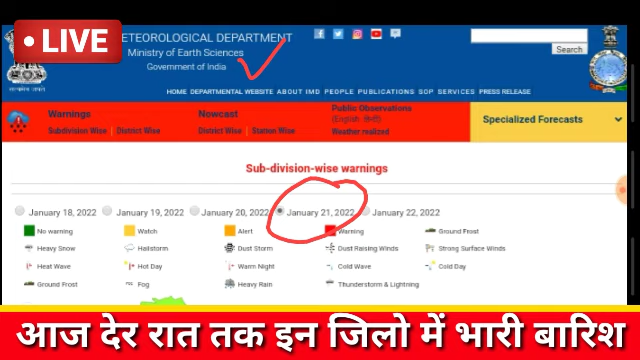 LIVE
METEOROLOGICAL DEPARTMENT
Ministry of Earth Sciences
Government of India
Search
HOME DEPARTMENTAL WEBSITE ABOUT IMD PEOPLE PUBLICATIONS SOP SERVICES PRESS RELEASE
Warnings
Subdivision Wise | District Wise
Nowcast
District Wise | Station Wise
Public Observations
(English, हिन्दी)
Weather realized
Specialized Forecasts
Sub-division-wise warnings
January 18, 2022 January 19, 2022 January 20, 2022 January 21, 2022 January 22, 2022
No warning Watch Alert Warning Ground Frost
Heavy Snow Hailstorm Dust Storm Dust Raising Winds Strong Surface Winds
Heat Wave Hot Day Warm Night Cold Wave Cold Day
Ground Frost Fog Heavy Rain Thunderstorm & Lightning
आज देर रात तक इन जिलो में भारी बारिश